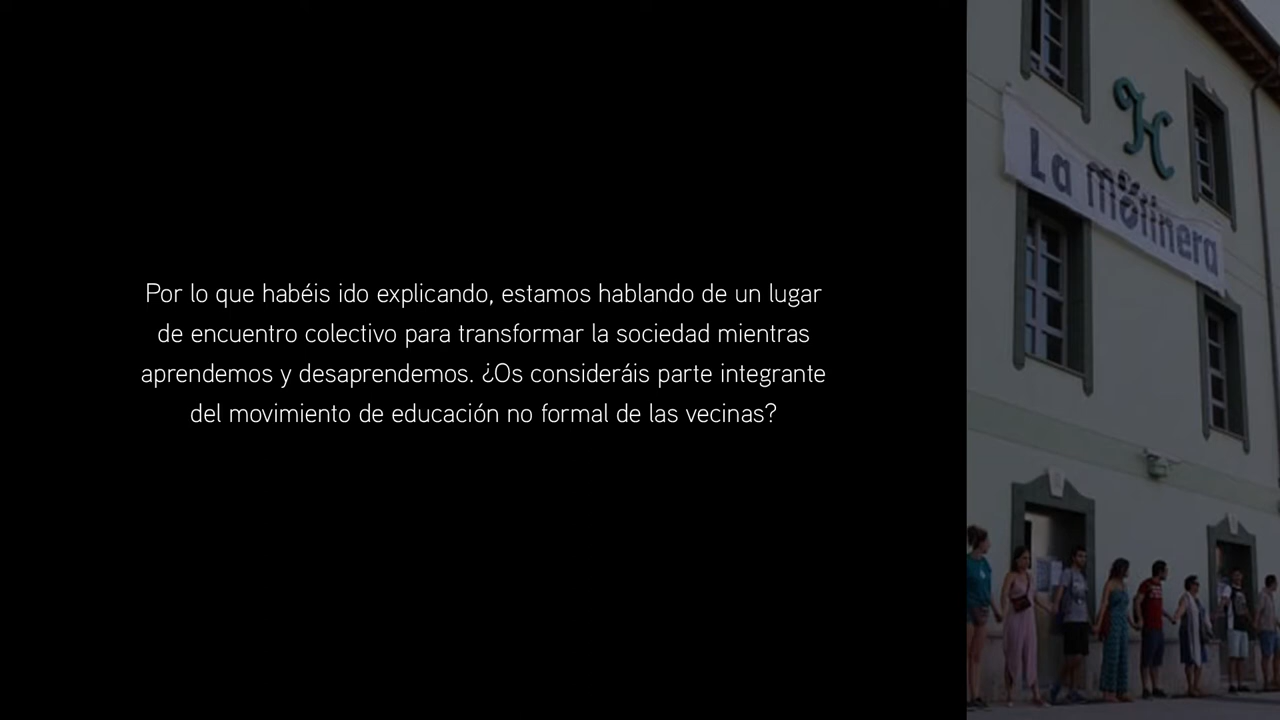 Por lo que habéis ido explicando, estamos hablando de un lugar
de encuentro colectivo para transformar la sociedad mientras
aprendemos y desaprendemos. ¿Os consideráis parte integrante
del movimiento de educación no formal de las vecinas?
H
La molinera